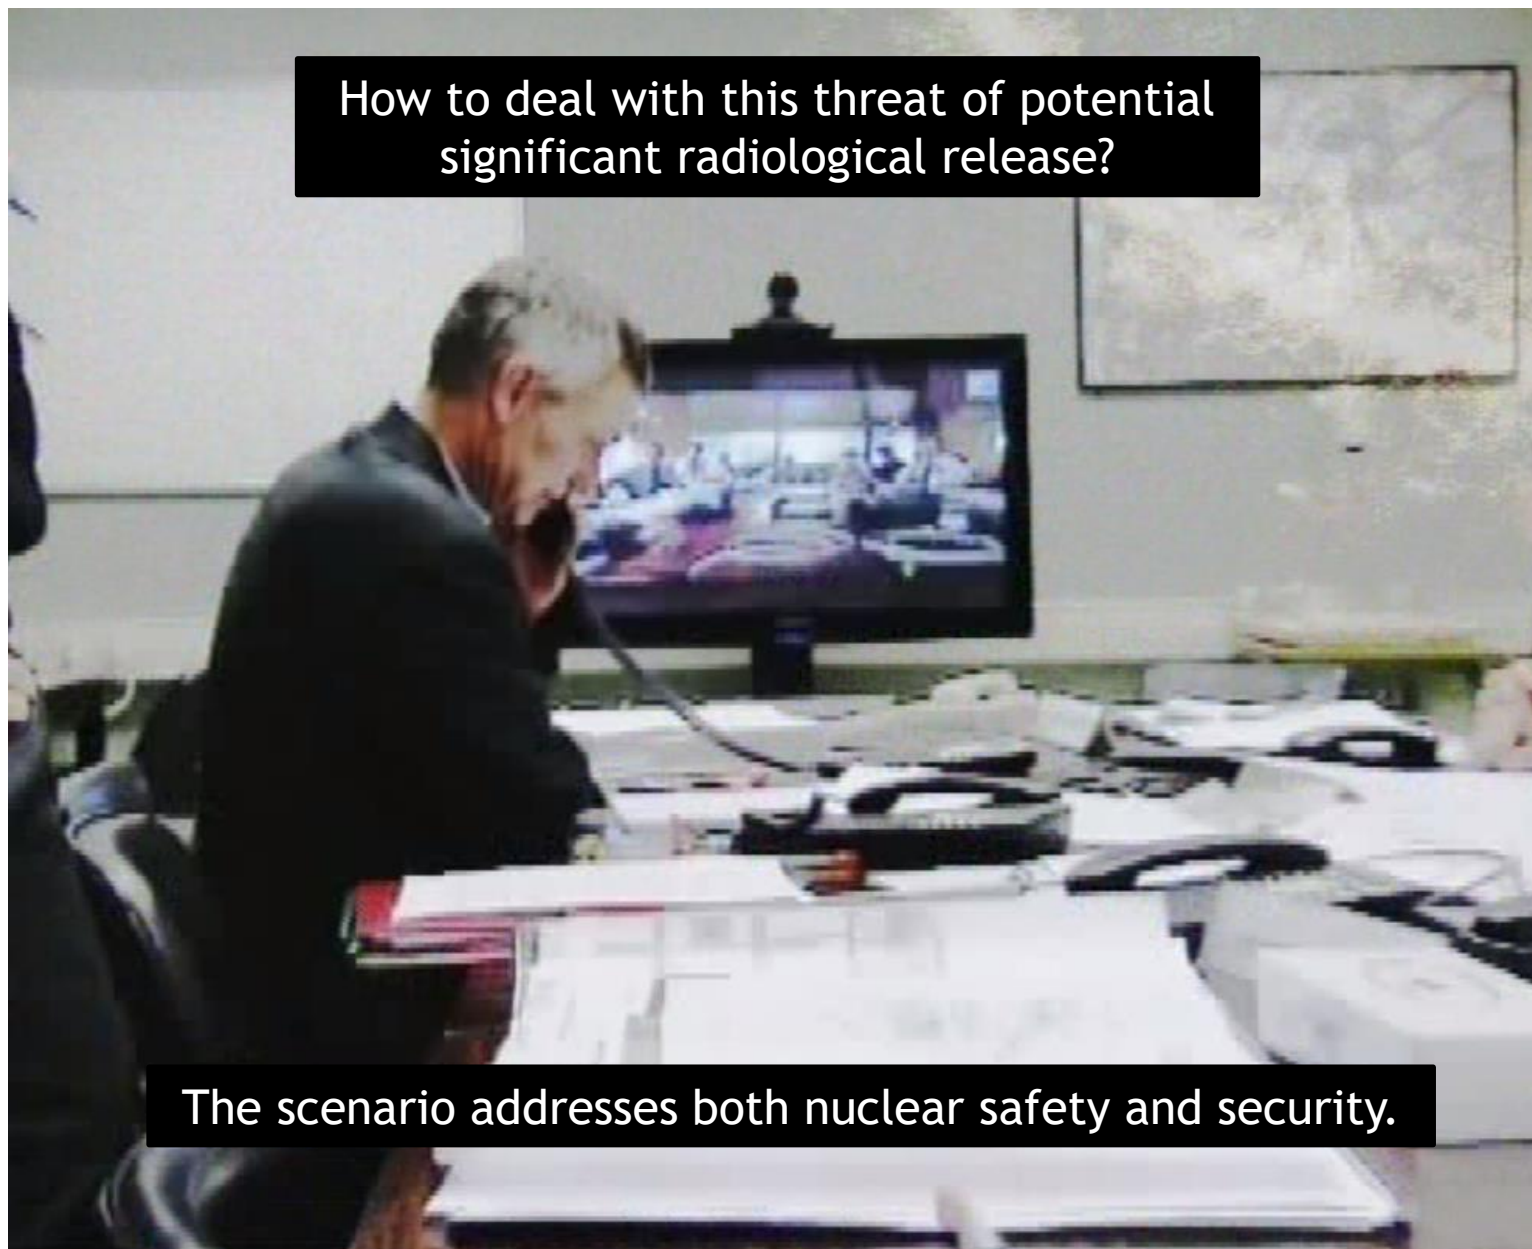 How to deal with this threat of potential
significant radiological release?
The scenario addresses both nuclear safety and security.